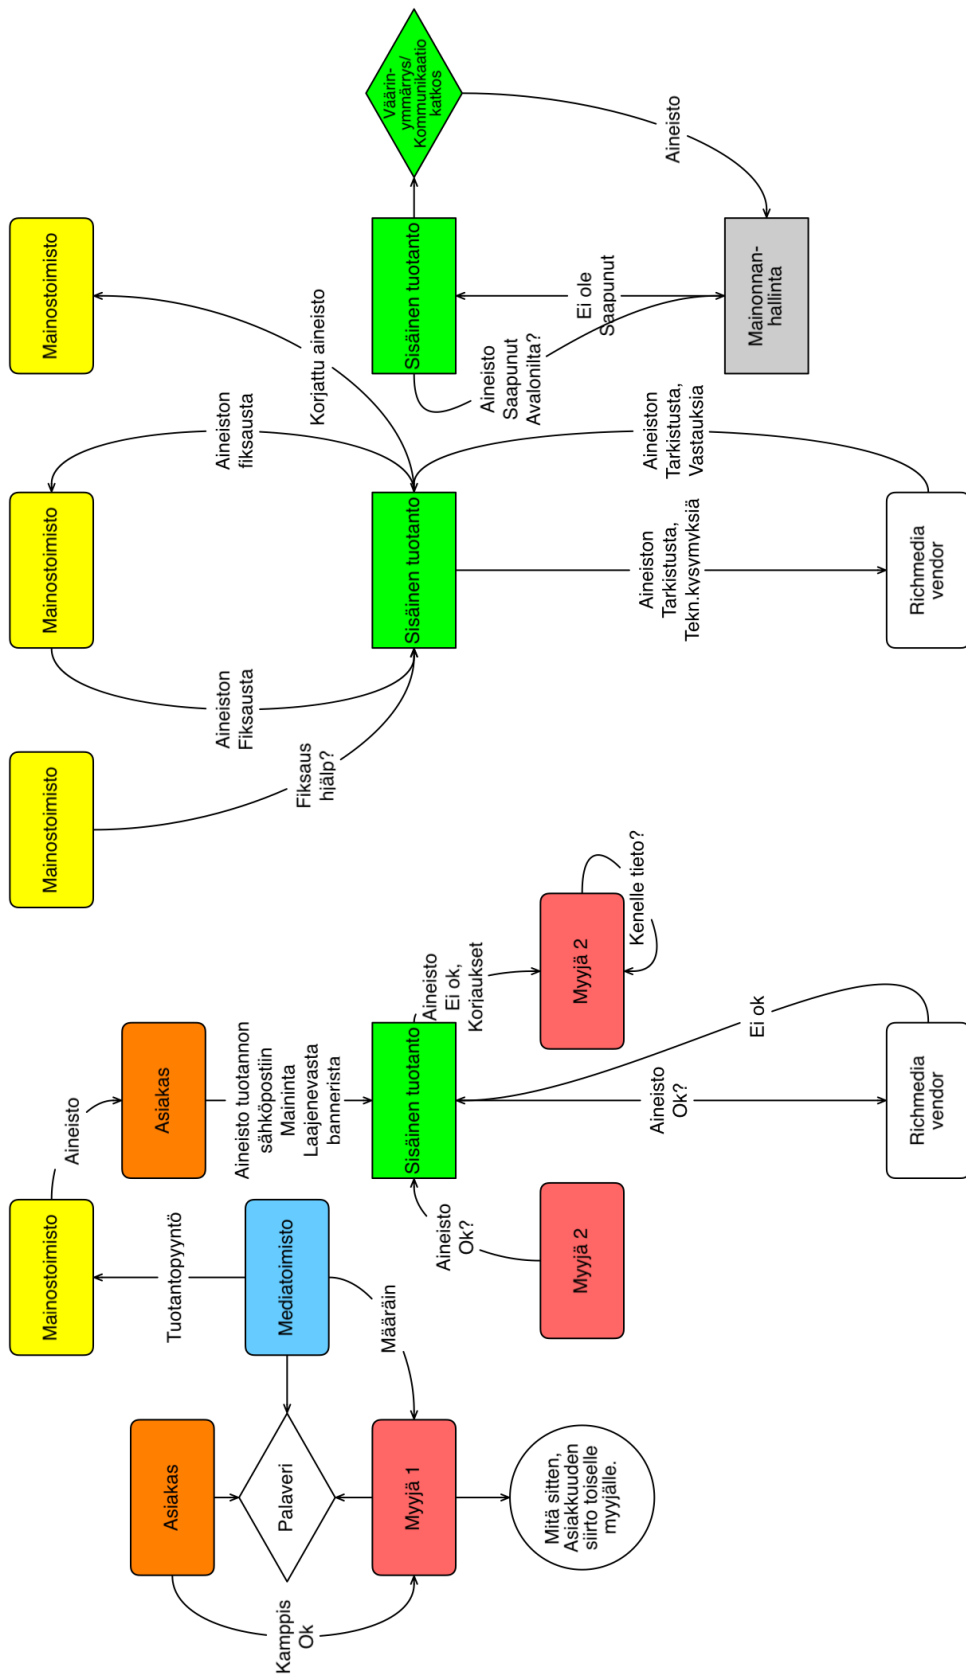 Mainostoimisto
Mainostoimisto
Mainostoimisto
Mainostoimisto
Aineisto
Asiakas
Tuotantopyyntö
Asiakas
Kamppis
Ok
Palaveri
Mediatoimisto
Määräin
Myyjä 1
Mitä sitten,
Asiakkuuden
siirto toiselle
myyjälle.
Aineisto tuotannon
sähköpostiin
Maininta
Laajenevasta
bannerista
Sisäinen tuotanto
Aineisto
Ok?
Myyjä 2
Aineisto
Ei ok,
Korjaukset
Myyjä 2
Kenelle tieto?
Aineisto
Ok?
Ei ok
Richmedia
vendor
Fiksaus
hjälp?
Aineiston
Fiksausta
Aineiston
fiksausta
Korjattu aineisto
Sisäinen tuotanto
Aineiston
Tarkistusta,
Tekn.kysymyksiä
Aineiston
Tarkistusta,
Vastauksia
Richmedia
vendor
Sisäinen tuotanto
Väärin-
ymmärrys/
Kommunikaatio
katkos
Aineisto
Saapunut
Avalonilta?
Ei ole
Saapunut
Aineisto
Mainonnan-
hallinta